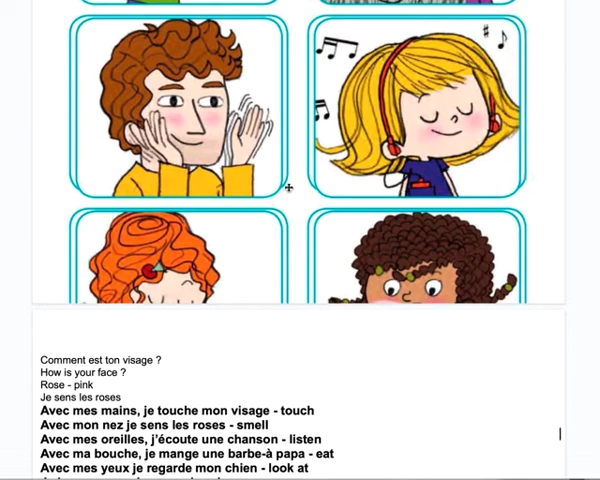 Comment est ton visage ?
How is your face ?
Rose - pink
Je sens les roses
Avec mes mains, je touche mon visage - touch
Avec mon nez je sens les roses - smell
Avec mes oreilles, j'écoute une chanson - listen
Avec ma bouche, je mange une barbe-à papa - eat
Avec mes yeux je regarde mon chien - look at